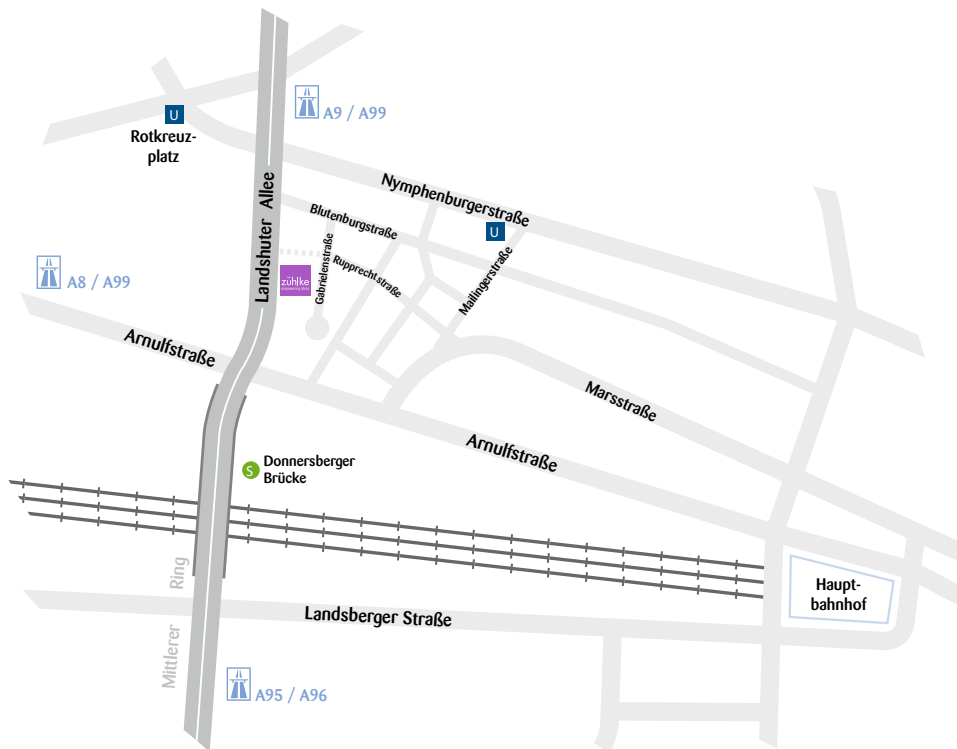 A9 / A99
U
Rotkreuz-
platz
Nymphenburgerstraße
Landshuter Allee
Blutenburgstraße
U
A8 / A99
zühlke
Gabrielenstraße
Rupprechtstraße
Mailingerstraße
Arnulfstraße
Marsstraße
Arnulfstraße
S
Donnersberger
Brücke
Mittlerer Ring
Haupt-
bahnhof
Landsberger Straße
A95 / A96